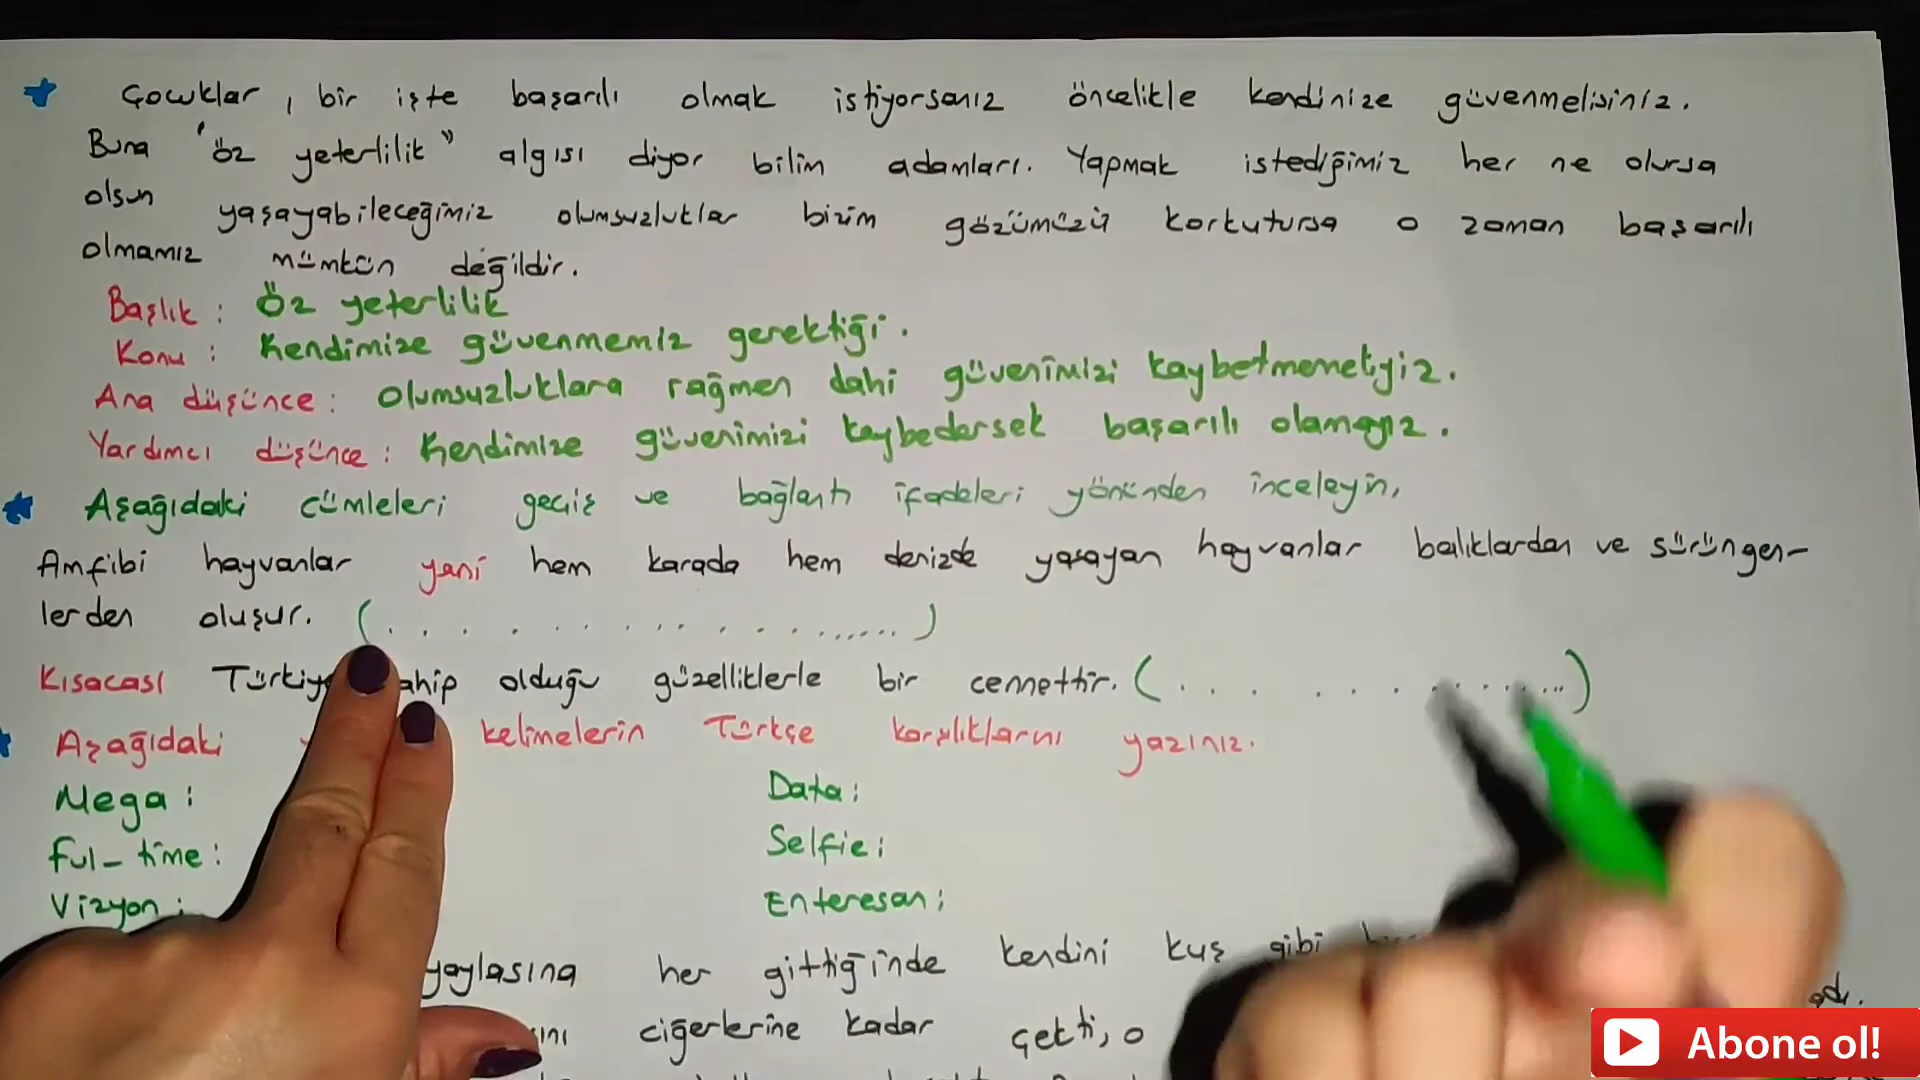 Çocuklar, bir işte başarılı olmak istiyorsanız öncelikle kendinize güvenmelisiniz.
Buna "öz yeterlilik" algısı diyor bilim adamları. Yapmak istediğimiz her ne olursa
olsun yaşayabileceğimiz olumsuzluklar bizim gözümüzü korkutursa o zaman başarılı
olmamız mümkün değildir.
Başlık: Öz yeterlilik
Konu: Kendimize güvenmemiz gerektiği.
Ana düşünce: Olumsuzluklara rağmen dahi güvenimizi kaybetmemeliyiz.
Yardımcı düşünce: Kendimize güvenimizi kaybedersek başarılı olamayız.
Aşağıdaki cümleleri geçiş ve bağlantı ifadeleri yönünden inceleyin,
Amfibi hayvanlar yani hem karada hem denizde yaşayan hayvanlar balıklardan ve sürüngen-
lerden oluşur. (....................)
Kısacası Türkiye sahip olduğu güzelliklerle bir cennettir. (..............)
Aşağıdaki kelimelerin Türkçe karşılıklarını yazınız.
Mega: Data:
Ful-time: Selfie:
Vizyon: Enteresan:
yaylasına her gittiğinde kendini kuş gibi
ciğerlerine kadar çekti, o
Abone ol!